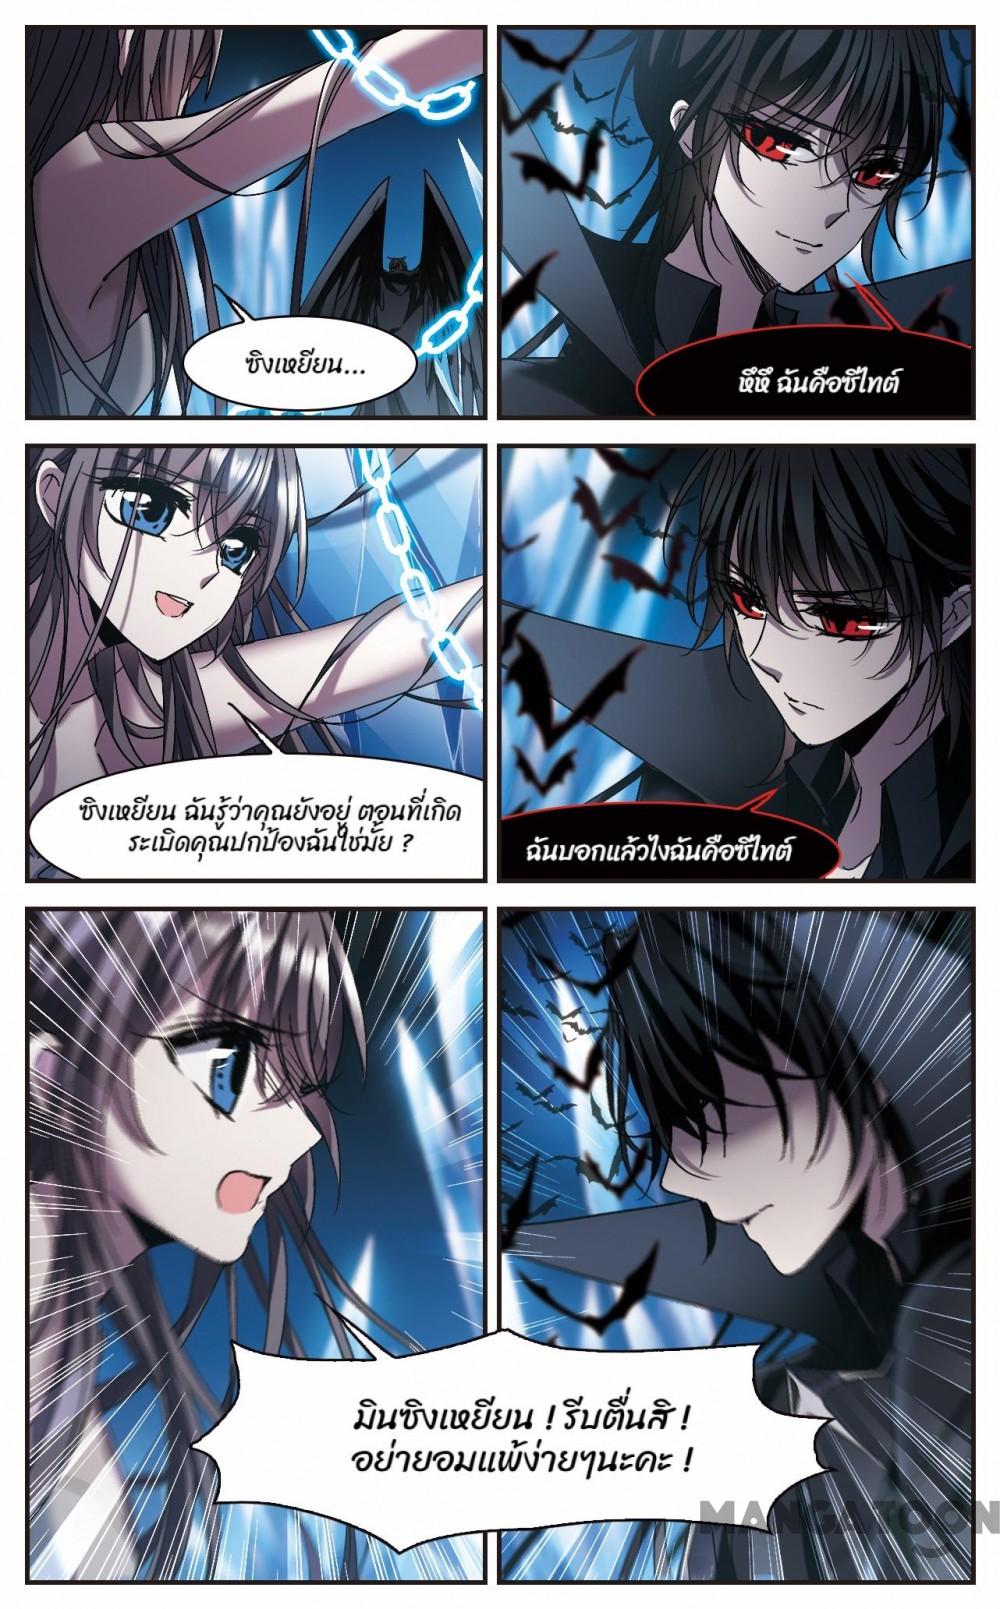 ซิงเหยียน...
หึหึ ฉันคือซีไทต์
ซิงเหยียน ฉันรู้ว่าคุณยังอยู่ ตอนที่เกิด
ระเบิดคุณปกป้องฉันใช่มั้ย ?
ฉันบอกแล้วไงฉันคือซีไทต์
มินซิงเหยียน ! รีบตื่นสิ !
อย่ายอมแพ้ง่ายๆนะคะ !
MANGATOON